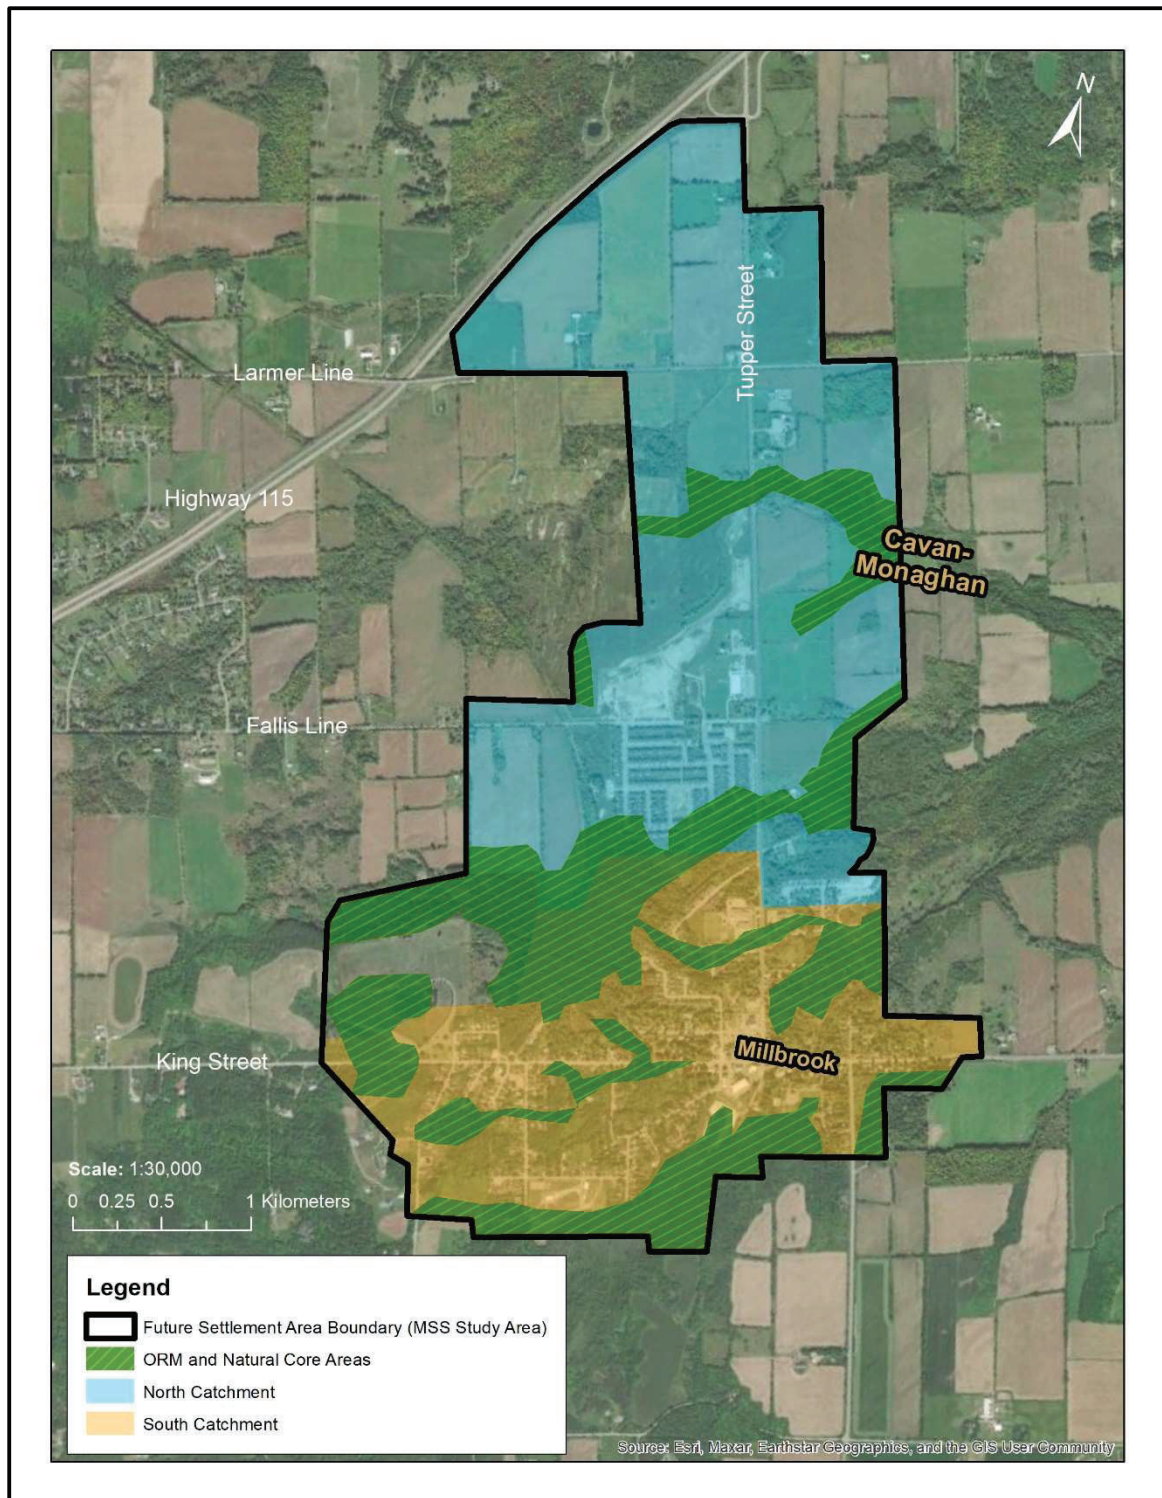 N
Tupper Street
Larmer Line
Highway 115
Cavan-
Monaghan
Fallis Line
King Street
Millbrook
Scale: 1:30,000
0 0.25 0.5 1 Kilometers
Legend
Future Settlement Area Boundary (MSS Study Area)
ORM and Natural Core Areas
North Catchment
South Catchment
Source: Esri, Maxar, Earthstar Geographics, and the GIS User Community